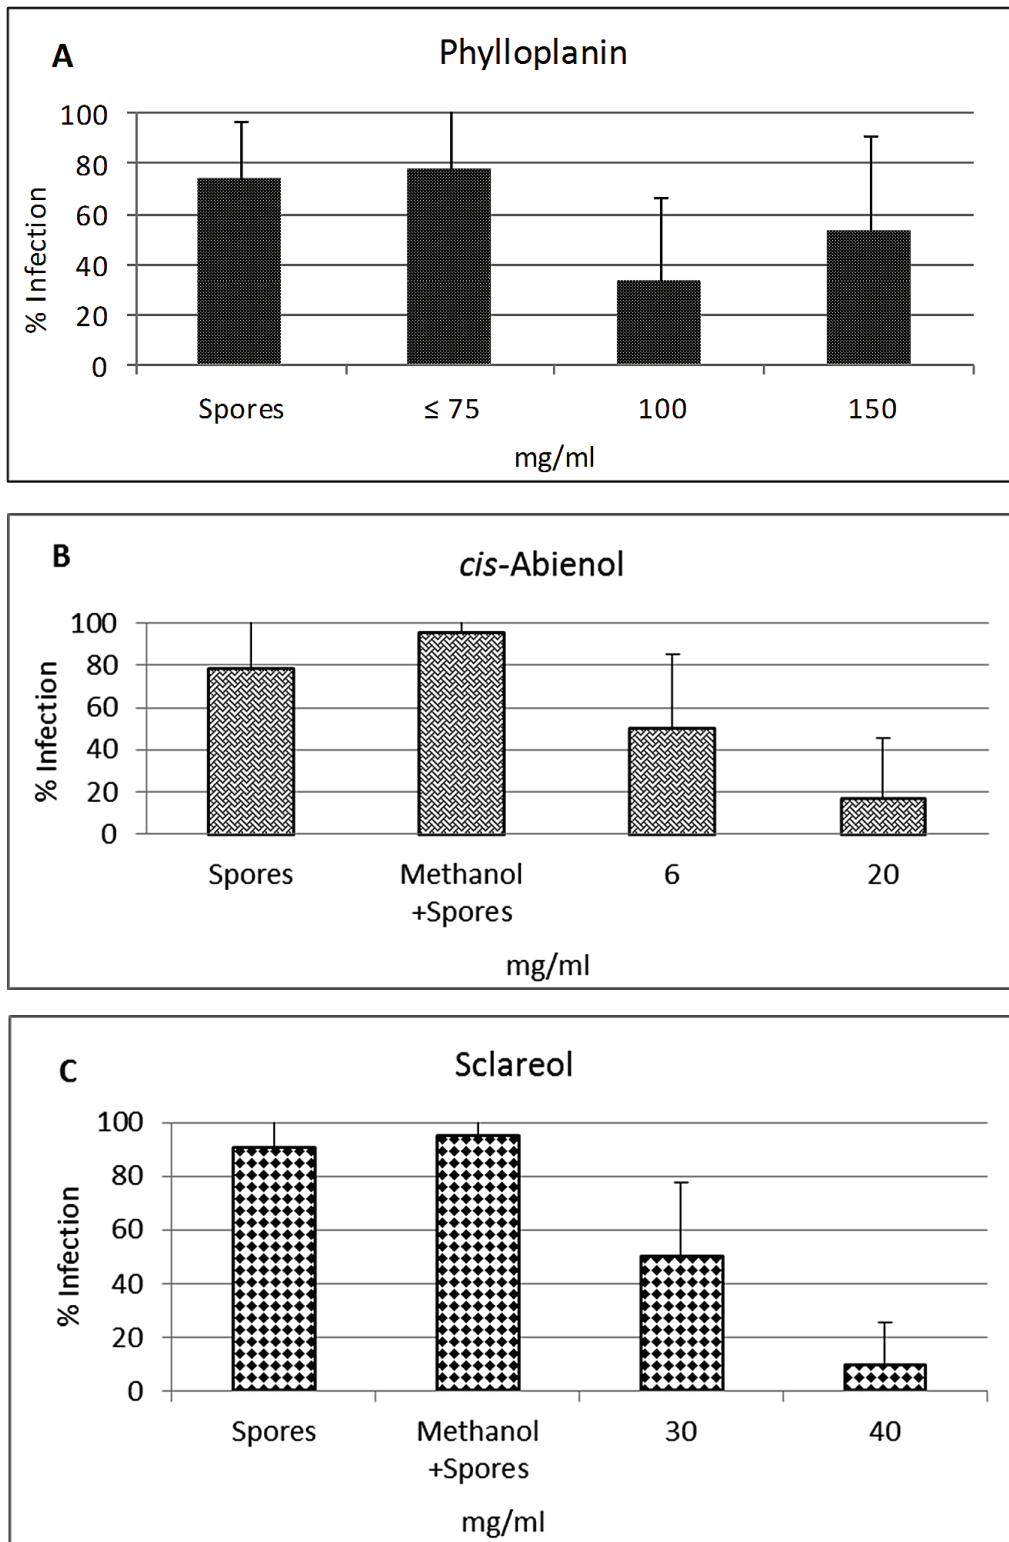 A
Phylloplanin
100
80
60
40
20
0
% Infection
Spores ≤ 75 100 150
mg/ml
B
cis-Abienol
100
80
60
40
20
0
% Infection
Spores Methanol 6 20
+Spores
mg/ml
C
Sclareol
100
80
60
40
20
0
% Infection
Spores Methanol 30 40
+Spores
mg/ml